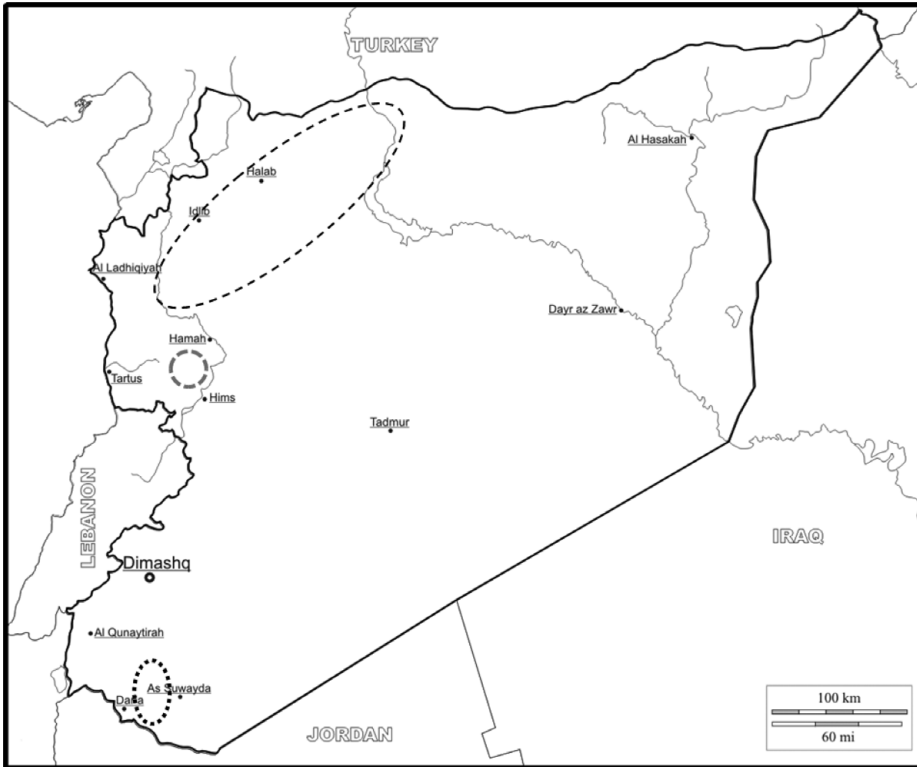 TURKEY
Al Hasakah
Halab
Idlib
Al Ladhiqiyah
Dayr az Zawr
Hamah
Tartus
Hims
Tadmur
LEBANON
IRAQ
Dimashq
Al Qunaytirah
As Suwayda
Dara
JORDAN
100 km
60 mi